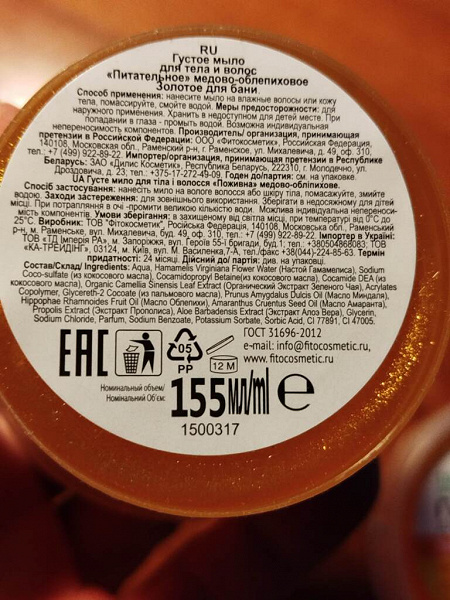 RU
Густое мыло
для тела и волос
«Питательное» медово-облепиховое
Золотое для бани.
Способ применения: нанесите мыло на влажные волосы или кожу
тела, помассируйте, смойте водой. Меры предосторожности: для
наружного применения. Хранить в недоступном для детей месте. При
попадании в глаза - промыть водой. Возможна индивидуальная
непереносимость компонентов. Производитель/ организация, принимающая
претензии в Российской Федерации: ООО «Фитокосметик», Российская Федерация,
140108, Московская обл., Раменский р-н, г. Раменское, ул. Михалевича, д. 49, оф. 310,
тел.: +7 (499) 922-89-22. Импортер/организация, принимающая претензии в Республике
Беларусь: ЗАО «Дилис Косметик», Республика Беларусь, 222310, г. Молодечно, ул.
Дроздовича, д. 23; тел.: +375-17-272-49-09. Годен до/партия: см. на упаковке.
UA Густе мило для тіла і волосся «Поживна» медово-обліпихове.
Спосіб застосування: нанесіть мило на вологе волосся або шкіру тіла, помасажуйте, змийте
водою. Заходи застереження: для зовнішнього використання. Зберігати в недоступному для дітей
місці. При потраплянні в очі -промити великою кількістю води. Можлива індивідуальна непереноси-
мість компонентів. Умови зберігання: в захищеному від світла місці, при температурі від 0°C до
25°C. Виробник: ТОВ "Фітокосметик", Російська Федерація, 140108, Московська обл., Раменський
р-н, м. Раменське, вул. Михалевича, буд. 49, оф. 310, тел.: +7 (499) 922-89-22. Імпортер в Україні:
ТОВ «ТД Імперія РА», м. Запоріжжя, вул. Героїв 55-ї бригади, буд.1; тел.: +380504868083; ТОВ
«КА-ТРЕЙДІНГ», 03124, м. Київ, вул. М. Василенка,7-А, тел./факс +38(044)-224-85-63. Термін
придатності: 24 місяці. Дійсний до/ партія: див. на упаковці.
Состав/Склад/ Ingredients: Aqua, Hamamelis Virginiana Flower Water (Настой Гамамелиса), Sodium
Coco-sulfate (из кокосового масла), Cocamidopropyl Betaine(из кокосового масла), Cocamide DEA (из
кокосового масла), Organic Camellia Sinensis Leaf Extract (Органический Экстракт Зеленого Чая), Acrylates
Copolymer, Glycereth-2 Cocoate (из пальмового масла), Prunus Amygdalus Dulcis Oil (Масло Миндаля),
Hippophae Rhamnoides Fruit Oil (Масло Облепихи), Amaranthus Cruentus Seed Oil (Масло Амаранта),
Propolis Extract (Экстракт Прополиса), Aloe Barbadensis Extract (Экстракт Алоэ Вера), Glycerin,
Sodium Chloride, Parfum, Sodium Benzoate, Potassium Sorbate, Sorbic Acid, CI 77891, CI 47005.
ГОСТ 31696-2012
e-mail: info@fitocosmetic.ru
www.fitocosmetic.ru
EAC
05
PP
12 M
Номинальный объем/
Номінальний Об'єм:
155мл/ml e
1500317